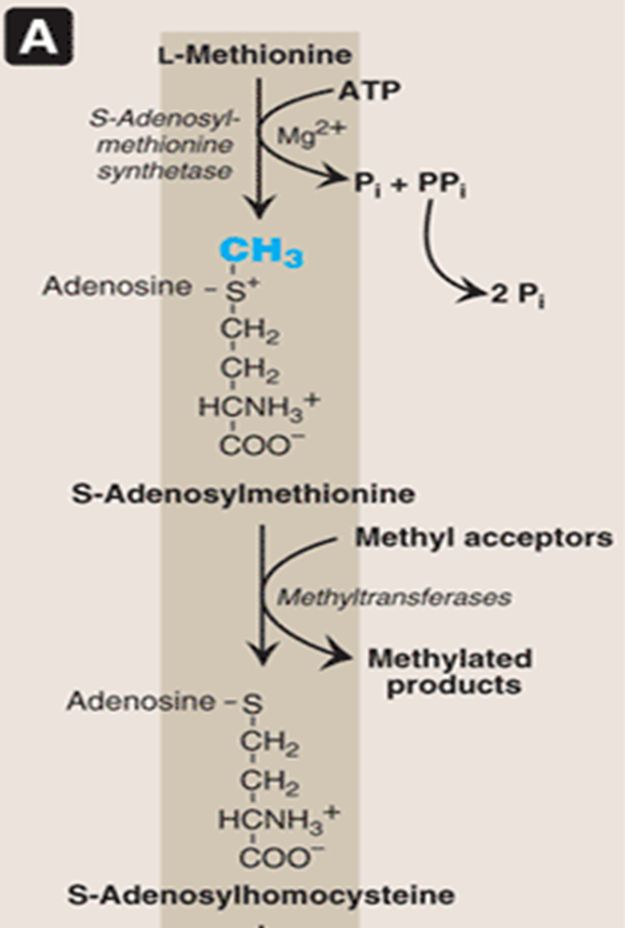 A
L-Methionine
ATP
S-Adenosyl-
methionine
synthetase
Mg2+
Pi + PPi
2 Pi
CH3
Adenosine – S+
CH2
CH2
HCNH3+
COO–
S-Adenosylmethionine
Methyl acceptors
Methyltransferases
Methylated
products
Adenosine – S
CH2
CH2
HCNH3+
COO–
S-Adenosylhomocysteine